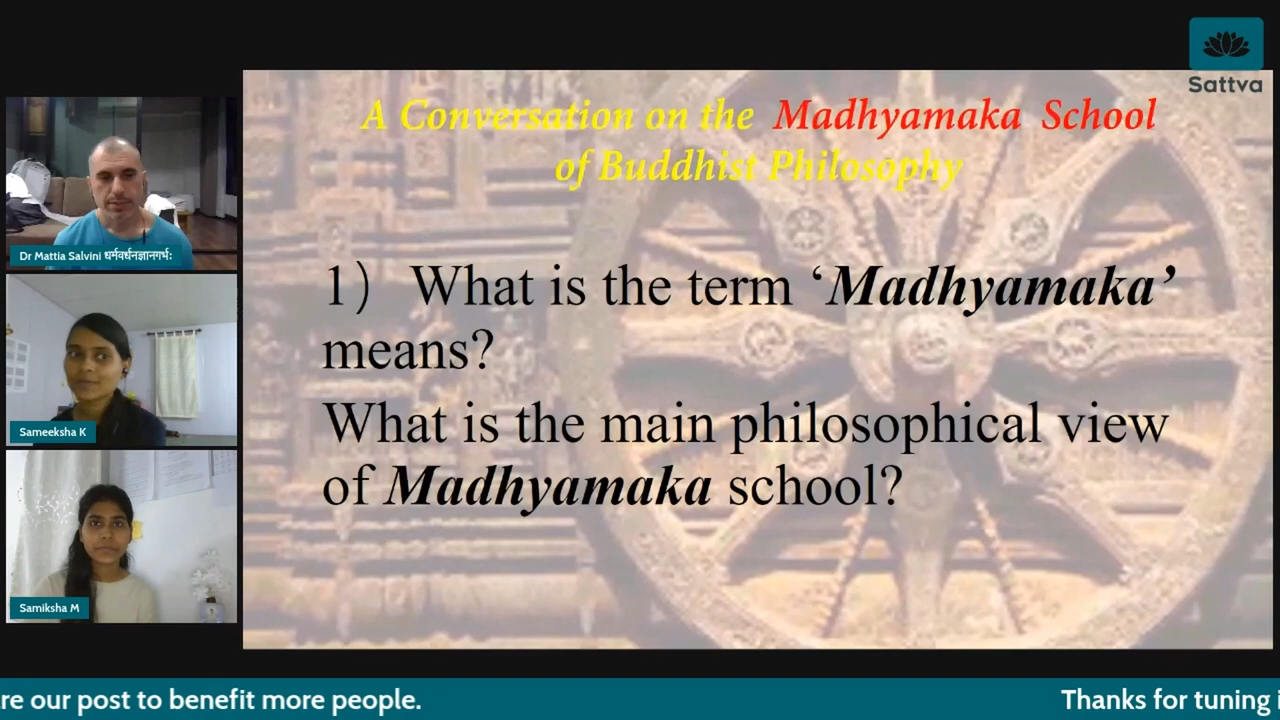 Sattva
A Conversation on the Madhyamaka School
of Buddhist Philosophy
1) What is the term ‘Madhyamaka’
means?
What is the main philosophical view
of Madhyamaka school?
Dr Mattia Salvini धर्मवर्धनज्ञानगर्भः
Sameeksha K
Samiksha M
re our post to benefit more people.
Thanks for tuning i